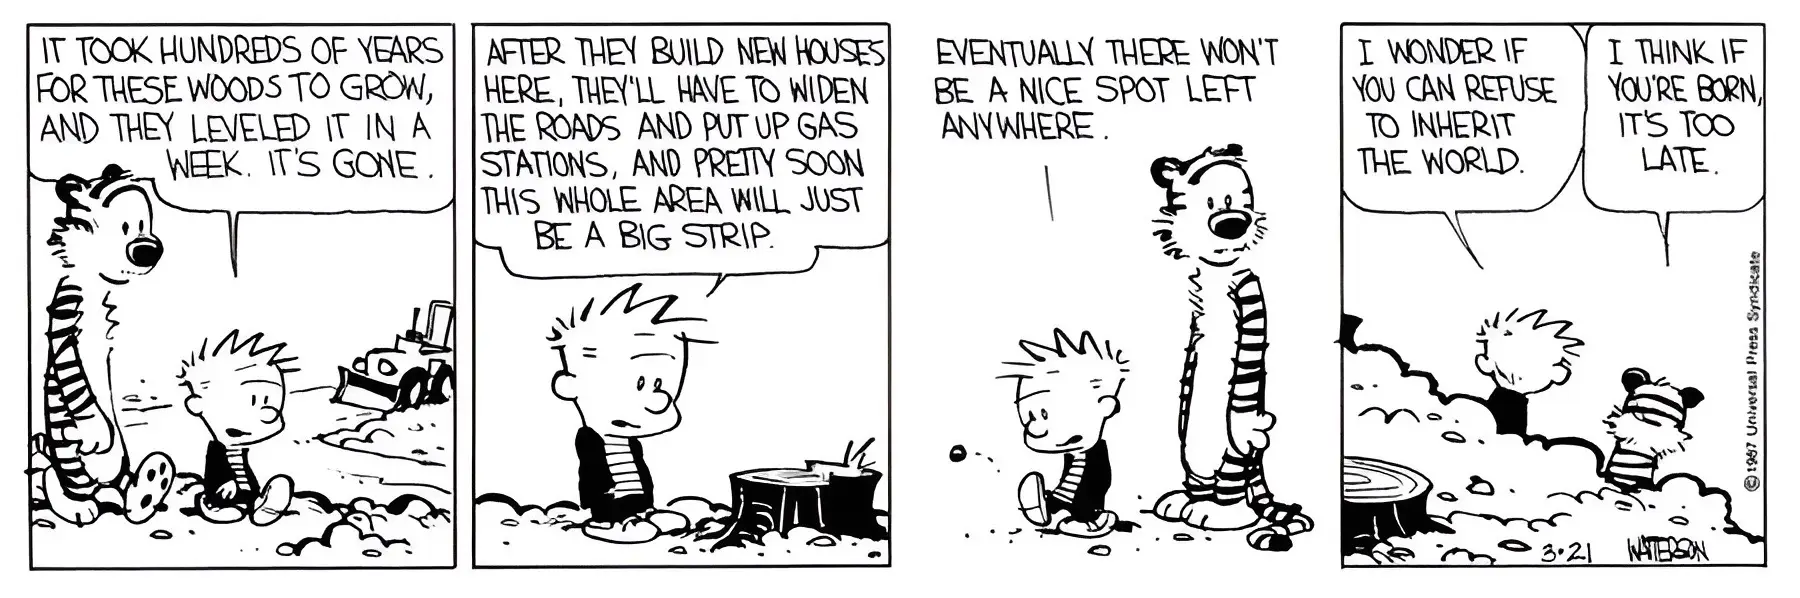 IT TOOK HUNDREDS OF YEARS
FOR THESE WOODS TO GROW,
AND THEY LEVELED IT IN A
WEEK. IT'S GONE.
AFTER THEY BUILD NEW HOUSES
HERE, THEY'LL HAVE TO WIDEN
THE ROADS AND PUT UP GAS
STATIONS, AND PRETTY SOON
THIS WHOLE AREA WILL JUST
BE A BIG STRIP.
EVENTUALLY THERE WON'T
BE A NICE SPOT LEFT
ANYWHERE.
I WONDER IF
YOU CAN REFUSE
TO INHERIT
THE WORLD.
I THINK IF
YOU'RE BORN,
IT'S TOO
LATE.
©1987 Universal Press Syndicate
3·21 WATTERSON